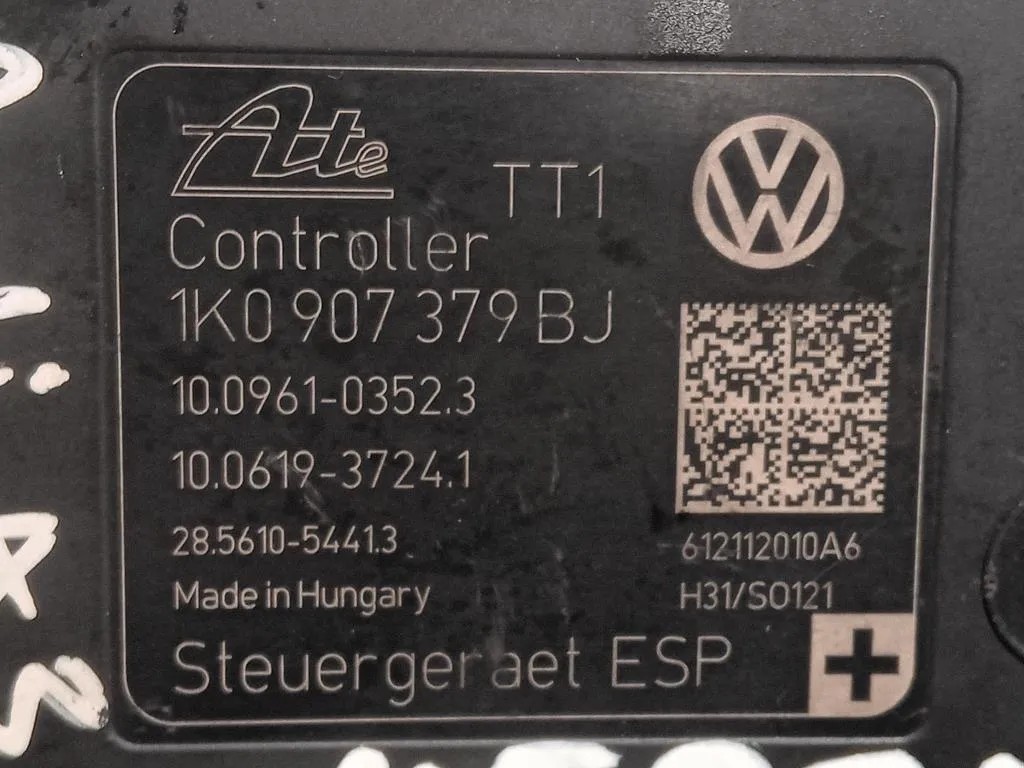 Ate
TT1
Controller
1K0 907 379 BJ
10.0961-0352.3
10.0619-3724.1
28.5610-5441.3
612112010A6
Made in Hungary
H31/S0121
Steuergeraet ESP